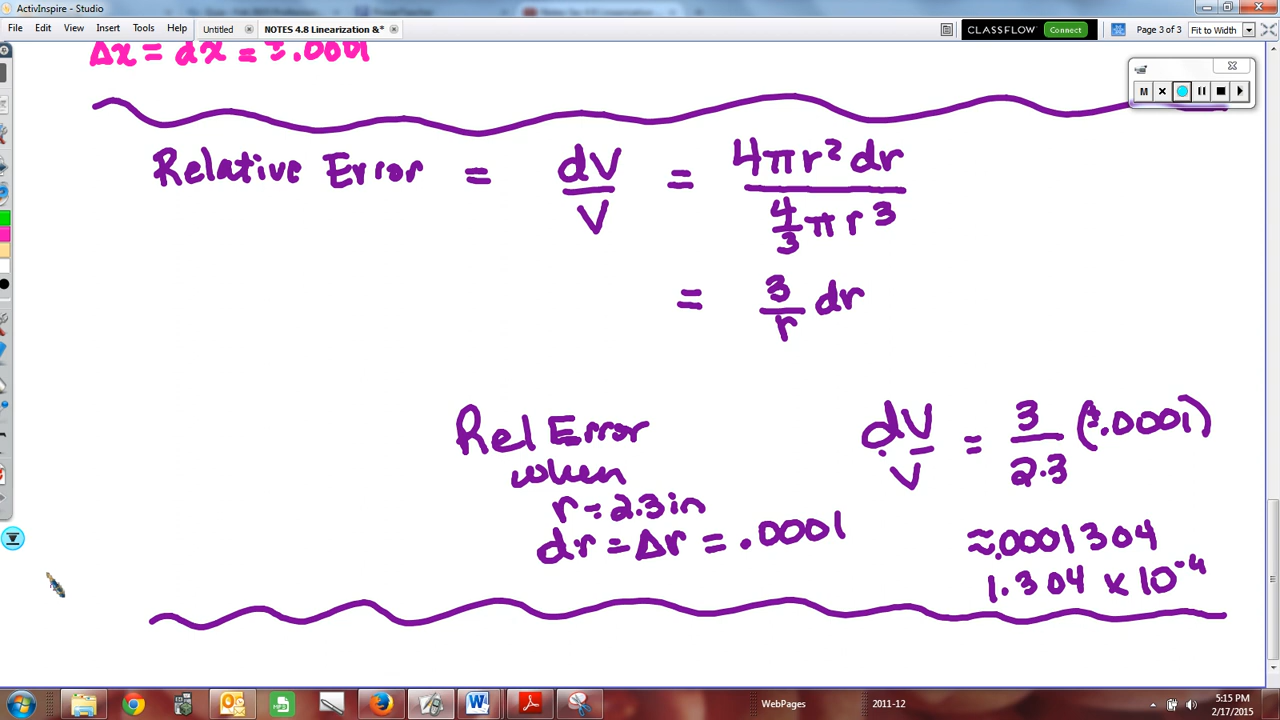 ActivInspire - Studio
File Edit View Insert Tools Help Untitled NOTES 4.8 Linearization &* CLASSFLOW Connect Page 3 of 3 Fit to Width
Δx = dx = ±.0001
M
Relative Error = dV/V = 4πr² dr / (4/3 πr³)
= 3/r dr
Rel Error
when
r = 2.3in
dr = Δr = .0001
dV/V = 3/2.3 (±.0001)
≈.0001304
1.304 x 10⁻⁴
WebPages 2011-12
5:15 PM
2/17/2015